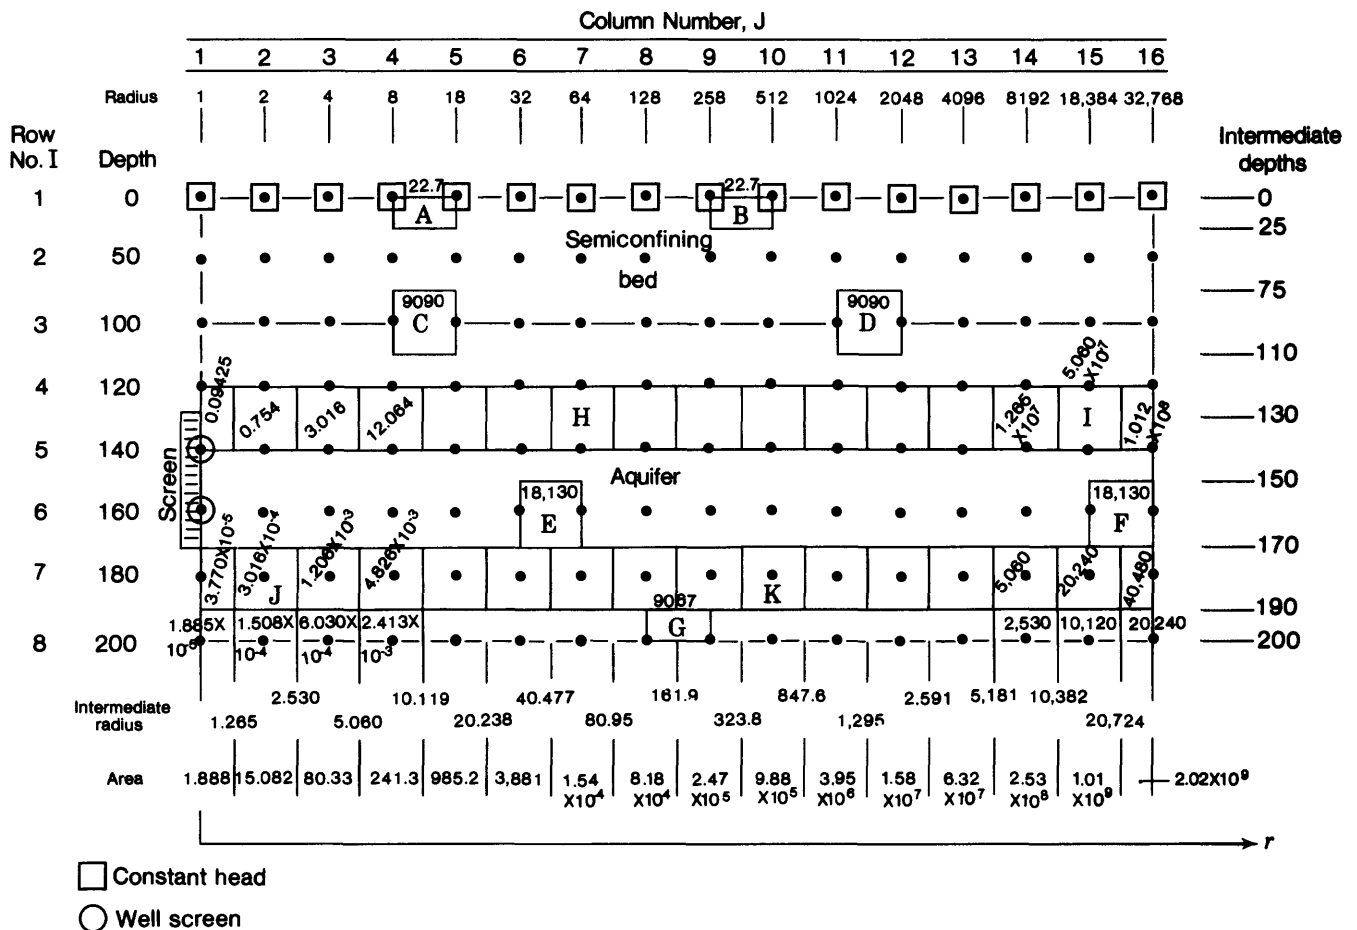 Column Number, J
1 2 3 4 5 6 7 8 9 10 11 12 13 14 15 16
Radius 1 2 4 8 18 32 64 128 258 512 1024 2048 4096 8192 18,384 32,768
Row No. I
Depth
Intermediate depths
1 0 22.7 22.7 0
A B 25
Semiconfining
2 50
bed
75
9090 9090
3 100 C D
110
5.060 X10⁷
4 120
0.09425 0.754 3.016 12.064 H 1.265 X10⁷ I 1.012 X10⁸ 130
5 140
Screen
Aquifer 150
18,130 18,130
6 160 E F
170
3.770X10⁻⁵ 3.016X10⁻⁴ 1.206X10⁻³ 4.826X10⁻³ 5,060 20,240 40,480
7 180
J K
9067 190
1.885X 10⁻⁵ 1.508X 10⁻⁴ 6.030X 10⁻⁴ 2.413X 10⁻³ G 2,530 10,120 20,240
8 200 200
2.530 10.119 40.477 161.9 847.6 2.591 5,181 10,382
Intermediate radius
1.265 5.060 20.238 80.95 323.8 1,295 20,724
Area 1.888 15.082 80.33 241.3 985.2 3,881 1.54 X10⁴ 8.18 X10⁴ 2.47 X10⁵ 9.88 X10⁵ 3.95 X10⁶ 1.58 X10⁷ 6.32 X10⁷ 2.53 X10⁸ 1.01 X10⁹ 2.02X10⁹
r
Constant head
Well screen